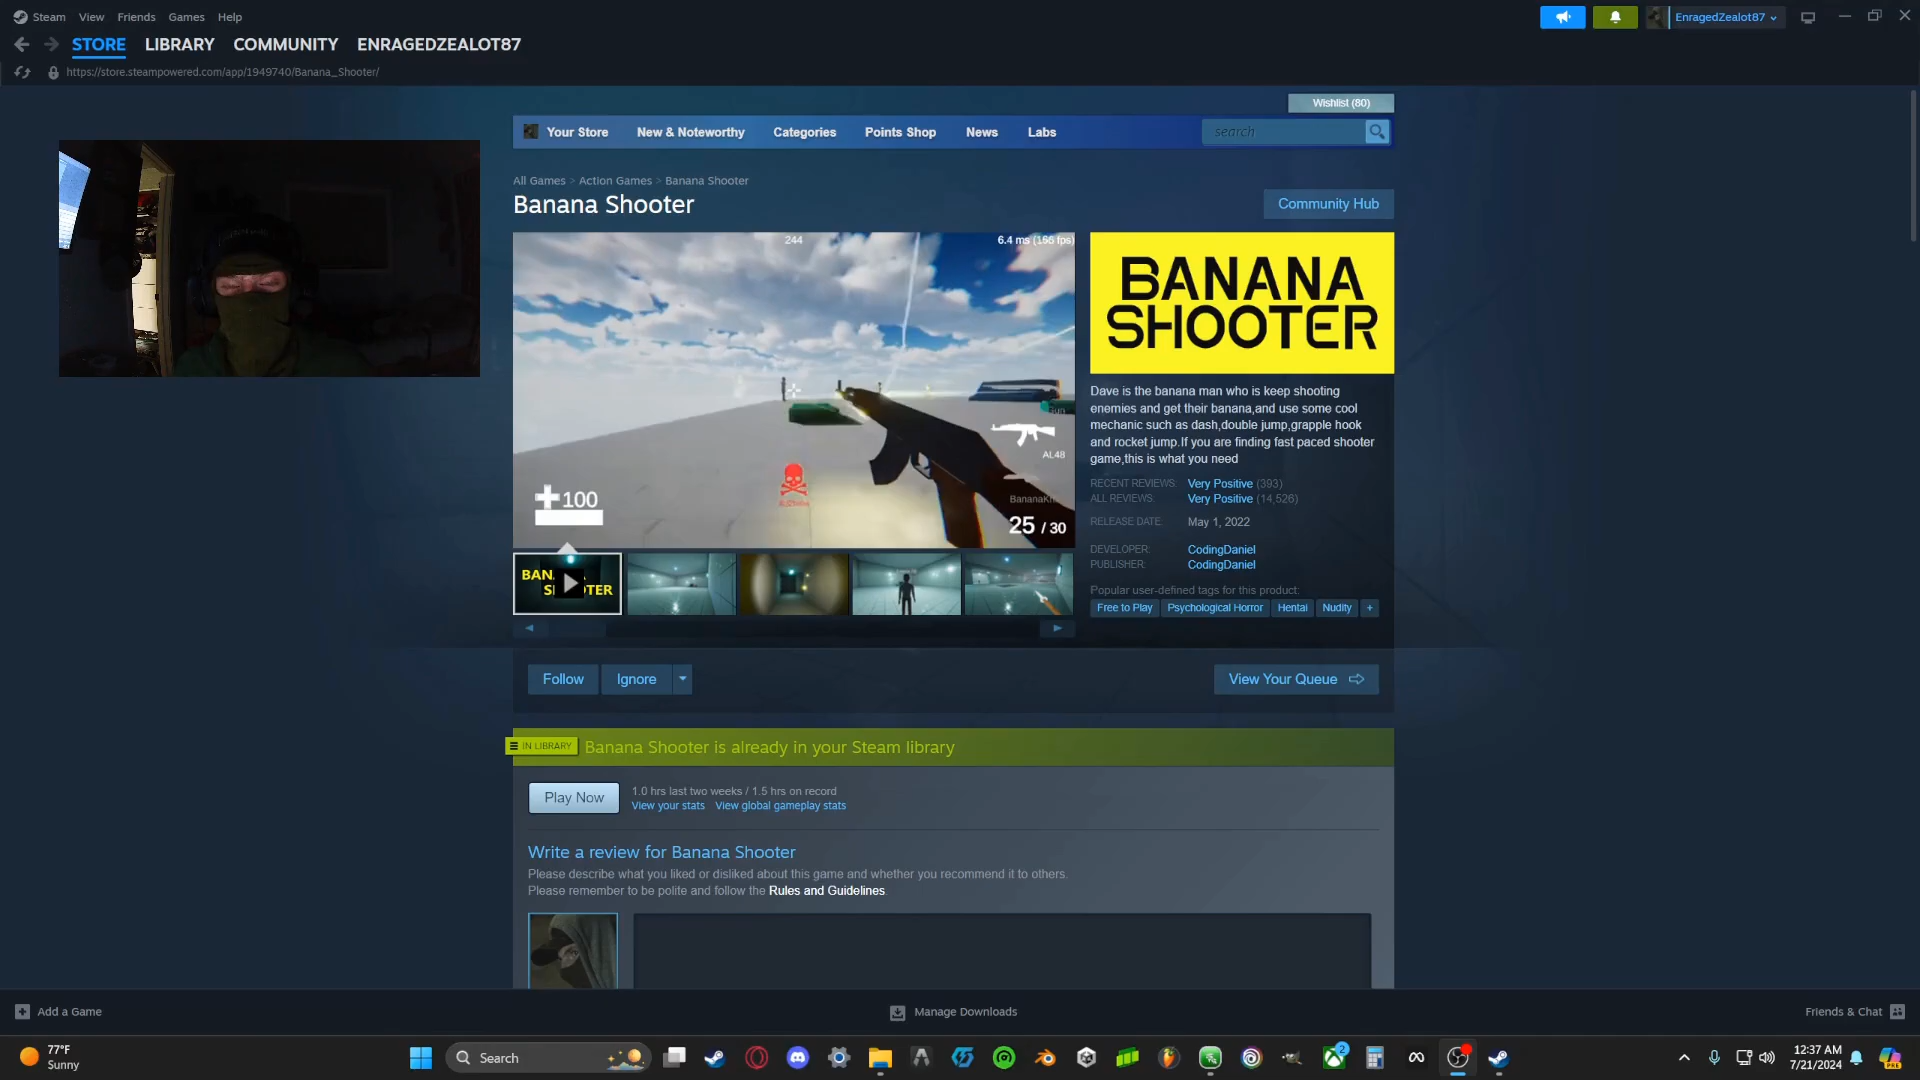 Steam View Friends Games Help
EnragedZealot87
STORE LIBRARY COMMUNITY ENRAGEDZEALOT87
https://store.steampowered.com/app/1949740/Banana_Shooter/
Wishlist (80)
Your Store New & Noteworthy Categories Points Shop News Labs search
All Games > Action Games > Banana Shooter
Banana Shooter
Community Hub
244
6.4 ms (156 fps)
AL48
100
25 / 30
BANANA
SHOOTER
Dave is the banana man who is keep shooting
enemies and get their banana,and use some cool
mechanic such as dash,double jump,grapple hook
and rocket jump.If you are finding fast paced shooter
game,this is what you need
RECENT REVIEWS: Very Positive (393)
ALL REVIEWS: Very Positive (14,526)
RELEASE DATE: May 1, 2022
DEVELOPER: CodingDaniel
PUBLISHER: CodingDaniel
Popular user-defined tags for this product:
Free to Play Psychological Horror Hentai Nudity +
Follow Ignore
View Your Queue
IN LIBRARY Banana Shooter is already in your Steam library
Play Now
1.0 hrs last two weeks / 1.5 hrs on record
View your stats View global gameplay stats
Write a review for Banana Shooter
Please describe what you liked or disliked about this game and whether you recommend it to others.
Please remember to be polite and follow the Rules and Guidelines.
Add a Game
Manage Downloads
Friends & Chat
77°F
Sunny
Search
2
12:37 AM
7/21/2024
PRE